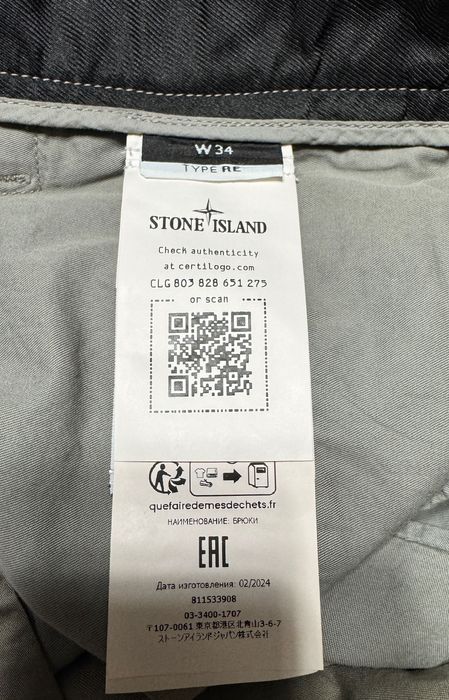 W34
TYPE RE
STONE ISLAND
Check authenticity
at certilogo.com
CLG 803 828 651 275
or scan
quefairedemesdechets.fr
НАИМЕНОВАНИЕ: БРЮКИ
EAC
Дата изготовления: 02/2024
811533908
03-3400-1707
〒107-0061 東京都港区北青山3-6-7
ストーンアイランドジャパン株式会社